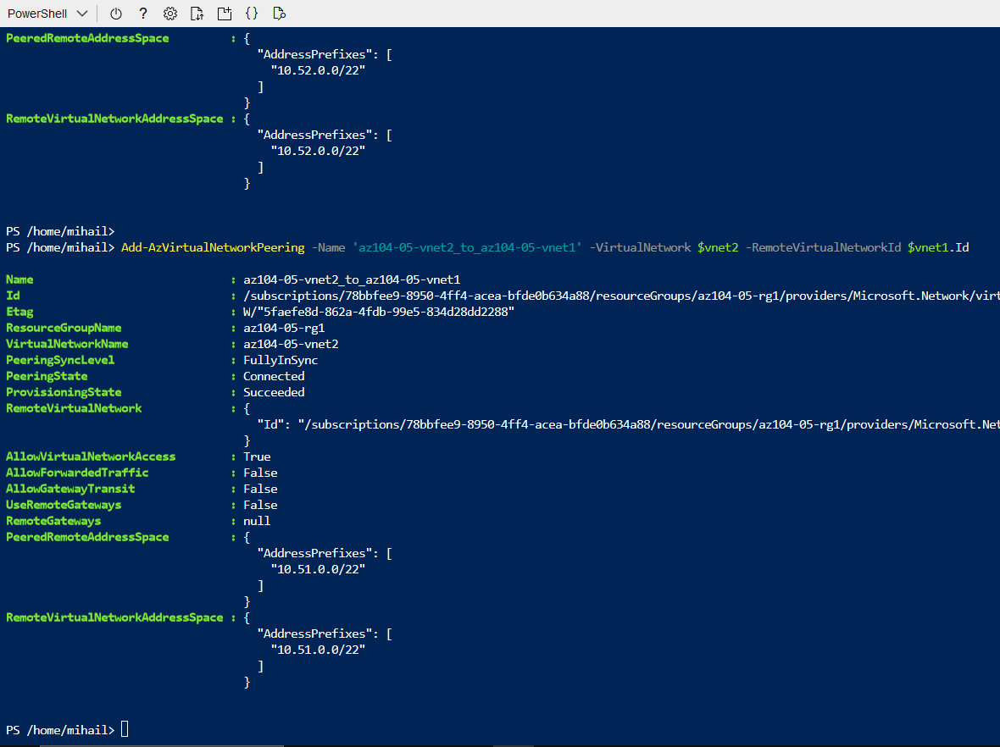 PowerShell
PeeredRemoteAddressSpace : {
"AddressPrefixes": [
"10.52.0.0/22"
]
}
RemoteVirtualNetworkAddressSpace : {
"AddressPrefixes": [
"10.52.0.0/22"
]
}
PS /home/mihail>
PS /home/mihail> Add-AzVirtualNetworkPeering -Name 'az104-05-vnet2_to_az104-05-vnet1' -VirtualNetwork $vnet2 -RemoteVirtualNetworkId $vnet1.Id
Name : az104-05-vnet2_to_az104-05-vnet1
Id : /subscriptions/78bbfee9-8950-4ff4-acea-bfde0b634a88/resourceGroups/az104-05-rg1/providers/Microsoft.Network/virt
Etag : W/"5faefe8d-862a-4fdb-99e5-834d28dd2288"
ResourceGroupName : az104-05-rg1
VirtualNetworkName : az104-05-vnet2
PeeringSyncLevel : FullyInSync
PeeringState : Connected
ProvisioningState : Succeeded
RemoteVirtualNetwork : {
"Id": "/subscriptions/78bbfee9-8950-4ff4-acea-bfde0b634a88/resourceGroups/az104-05-rg1/providers/Microsoft.Net
}
AllowVirtualNetworkAccess : True
AllowForwardedTraffic : False
AllowGatewayTransit : False
UseRemoteGateways : False
RemoteGateways : null
PeeredRemoteAddressSpace : {
"AddressPrefixes": [
"10.51.0.0/22"
]
}
RemoteVirtualNetworkAddressSpace : {
"AddressPrefixes": [
"10.51.0.0/22"
]
}
PS /home/mihail>